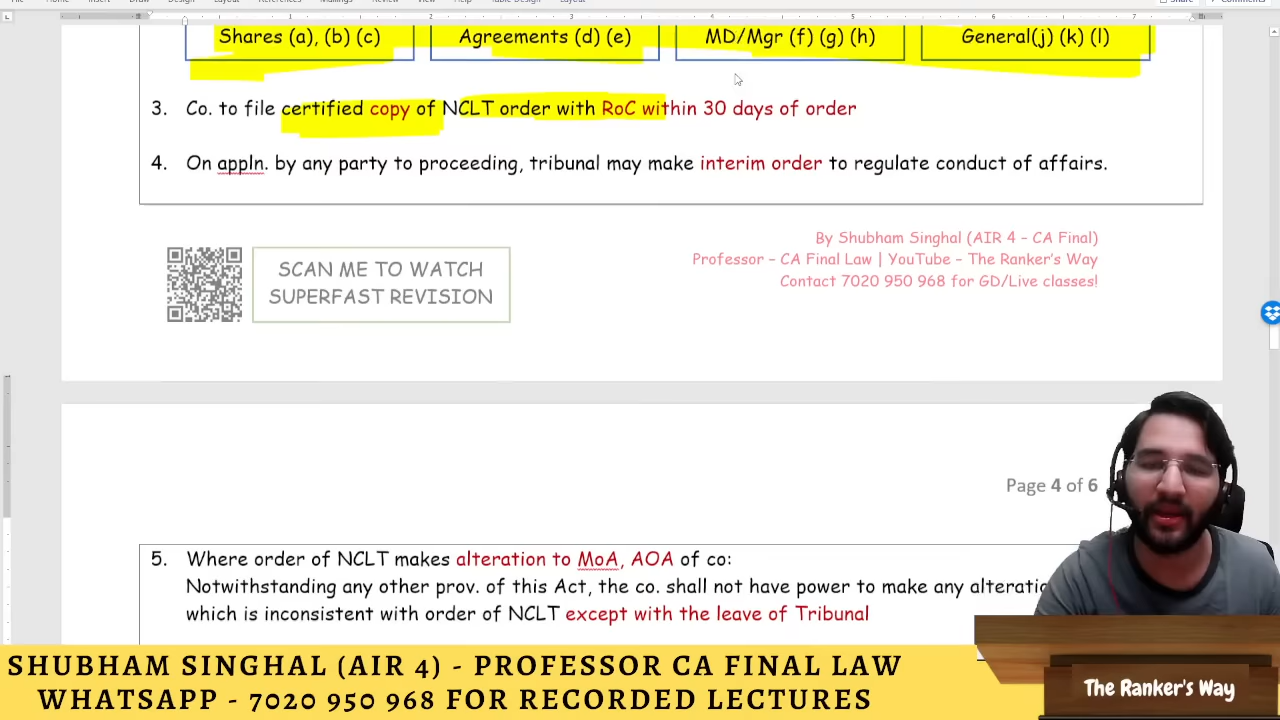 Shares (a), (b) (c)
Agreements (d) (e)
MD/Mgr (f) (g) (h)
General(j) (k) (l)
3. Co. to file certified copy of NCLT order with RoC within 30 days of order
4. On appln. by any party to proceeding, tribunal may make interim order to regulate conduct of affairs.
SCAN ME TO WATCH
SUPERFAST REVISION
By Shubham Singhal (AIR 4 – CA Final)
Professor – CA Final Law | YouTube – The Ranker's Way
Contact 7020 950 968 for GD/Live classes!
Page 4 of 6
5. Where order of NCLT makes alteration to MoA, AOA of co:
Notwithstanding any other prov. of this Act, the co. shall not have power to make any
which is inconsistent with order of NCLT except with the leave of Tribunal
SHUBHAM SINGHAL (AIR 4) - PROFESSOR CA FINAL LAW
WHATSAPP - 7020 950 968 FOR RECORDED LECTURES
The Ranker's Way